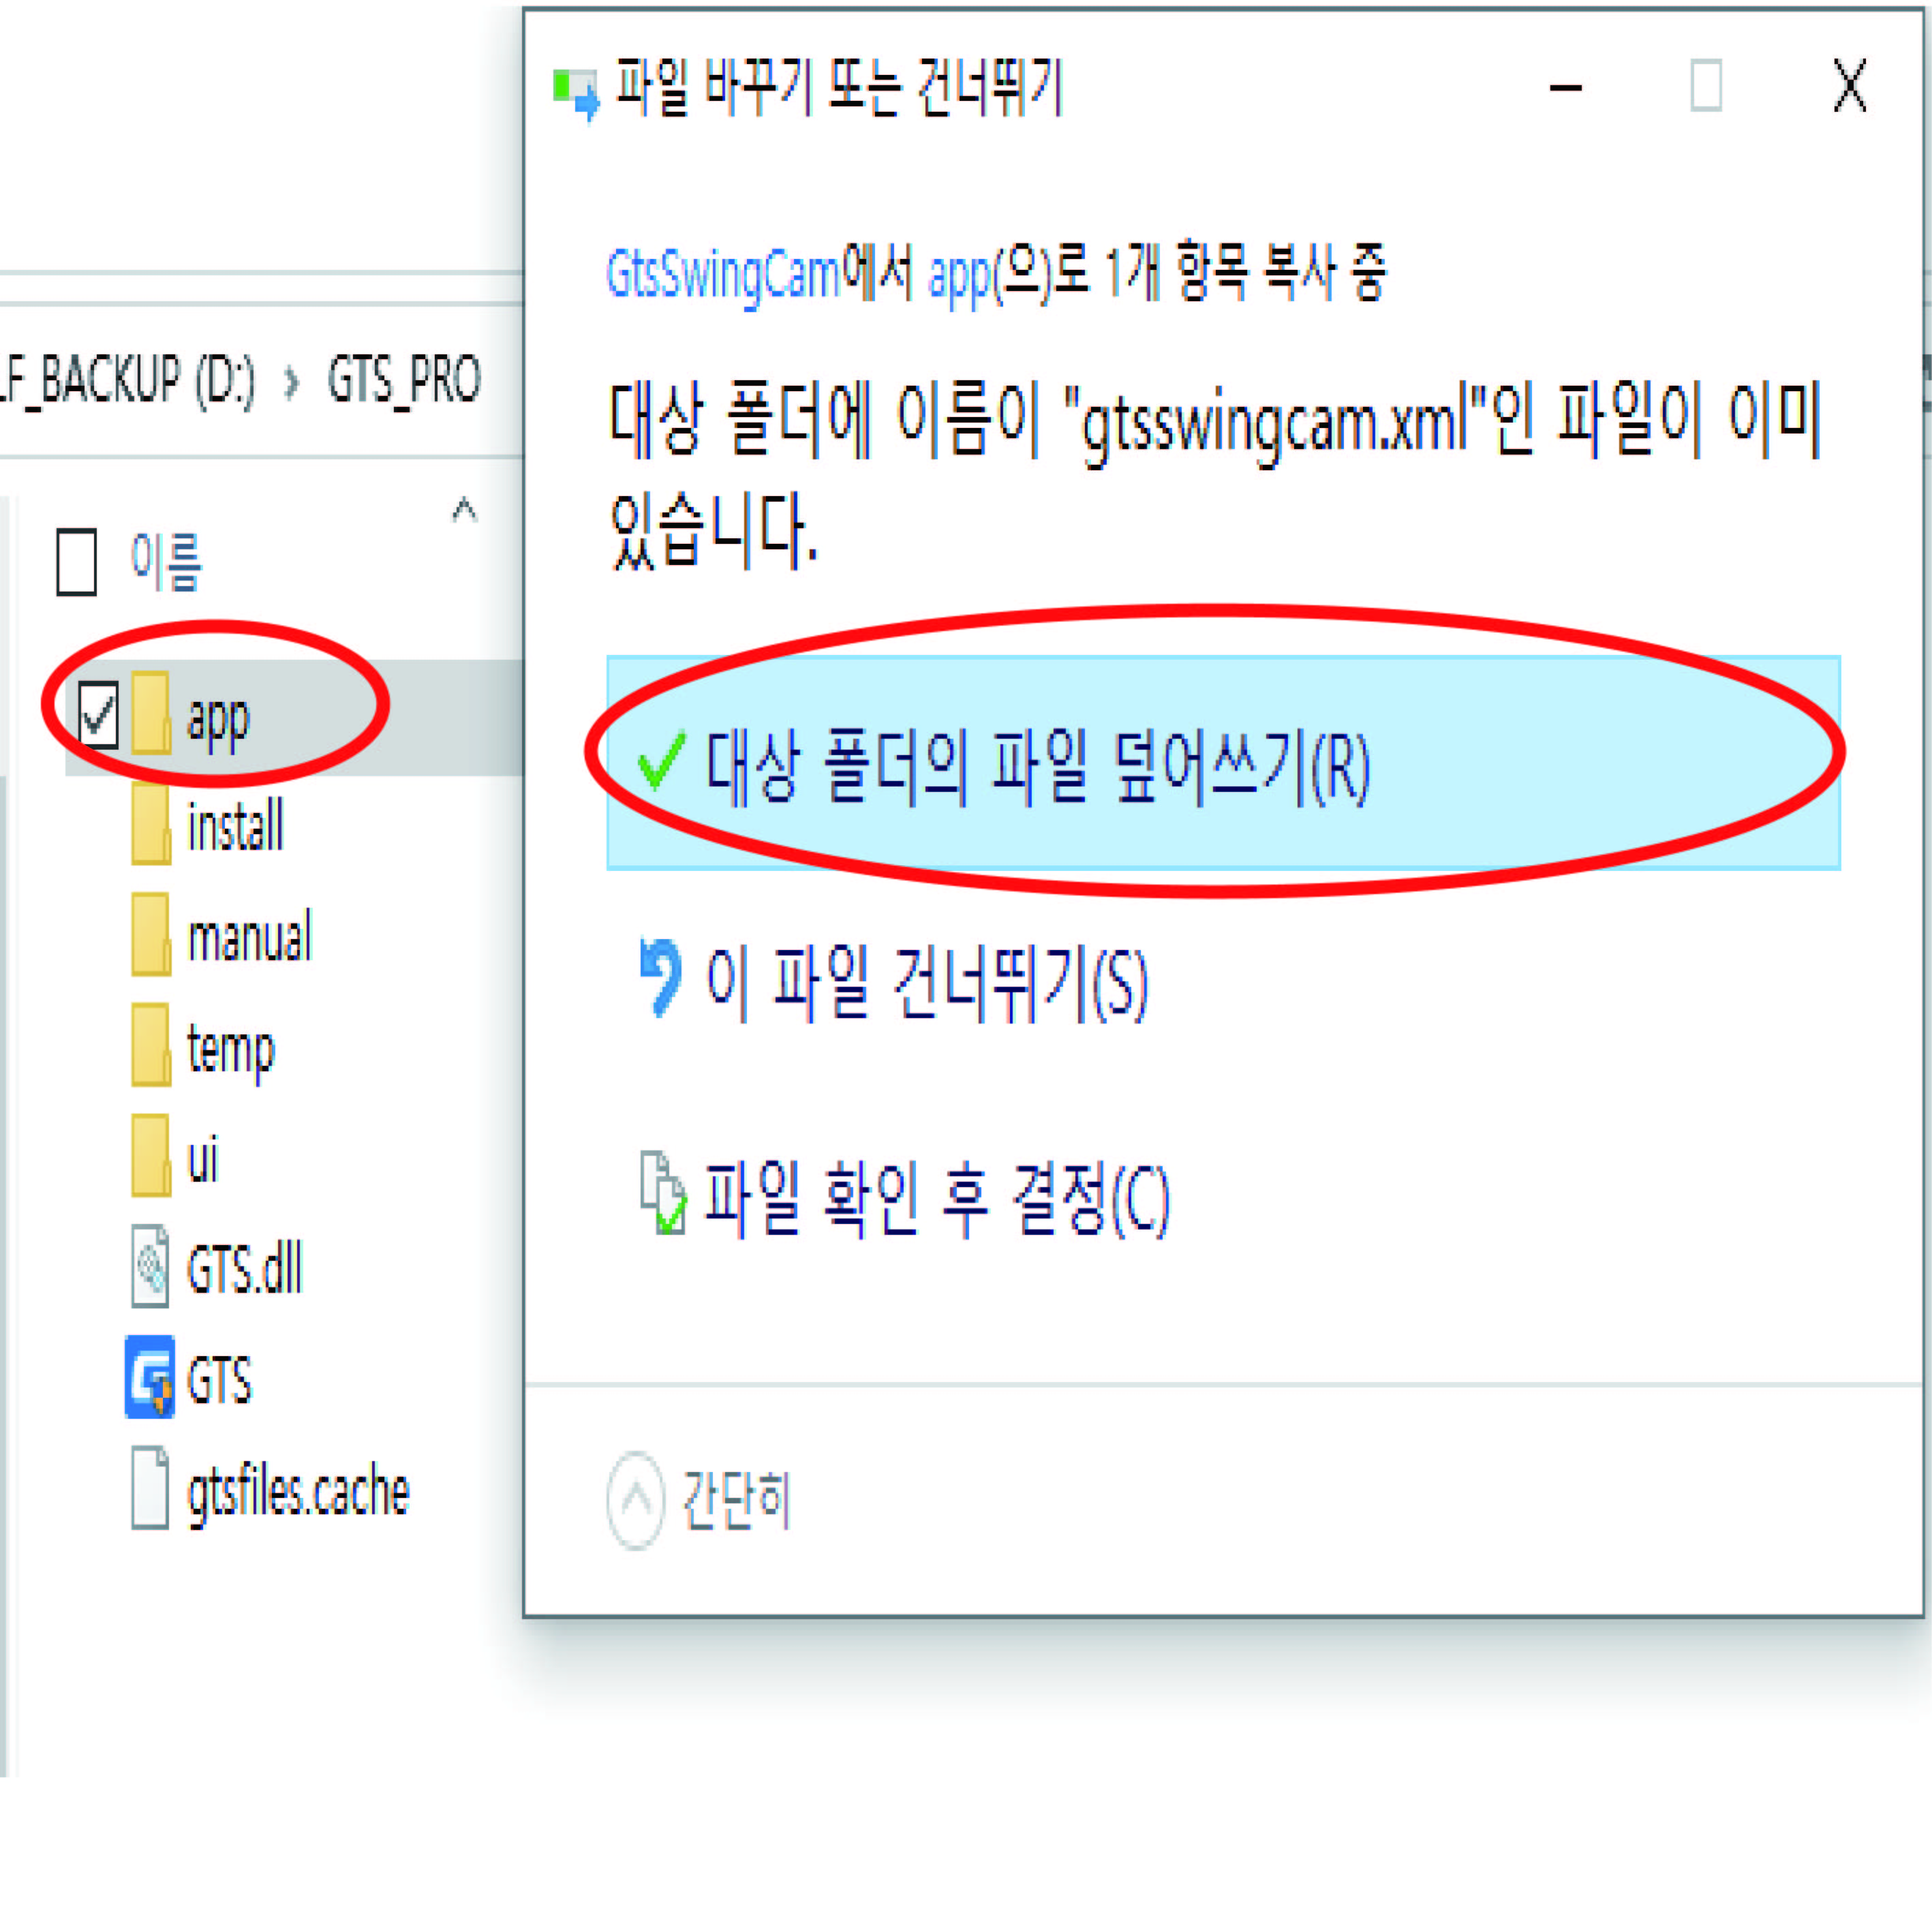 파일 바꾸기 또는 건너뛰기
GtsSwingCam에서 app(으)로 1개 항목 복사 중
대상 폴더에 이름이 "gtsswingcam.xml"인 파일이 이미
있습니다.
대상 폴더의 파일 덮어쓰기(R)
이 파일 건너뛰기(S)
파일 확인 후 결정(C)
간단히
LF_BACKUP (D:) › GTS_PRO
이름
app
install
manual
temp
ui
GTS.dll
GTS
gtsfiles.cache